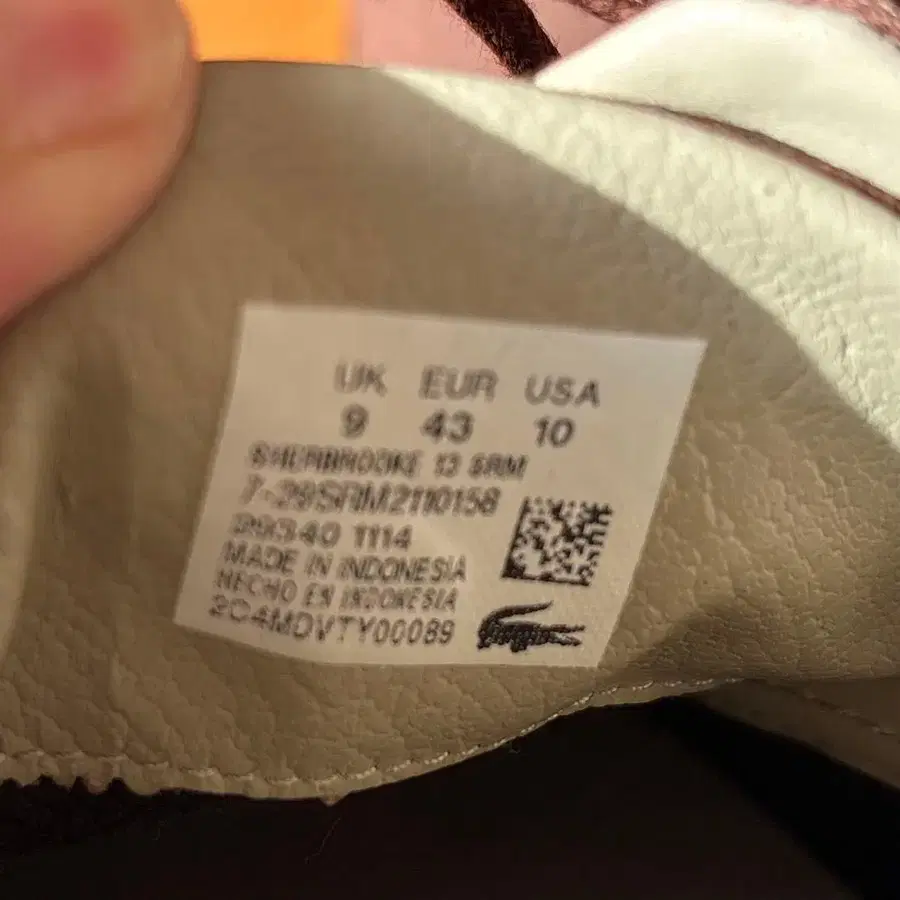 UK EUR USA
9 43 10
SHERBROOKE 13 SRM
7-29SRM2110158
99340 1114
MADE IN INDONESIA
HECHO EN INDONESIA
2C4MDVTY00089